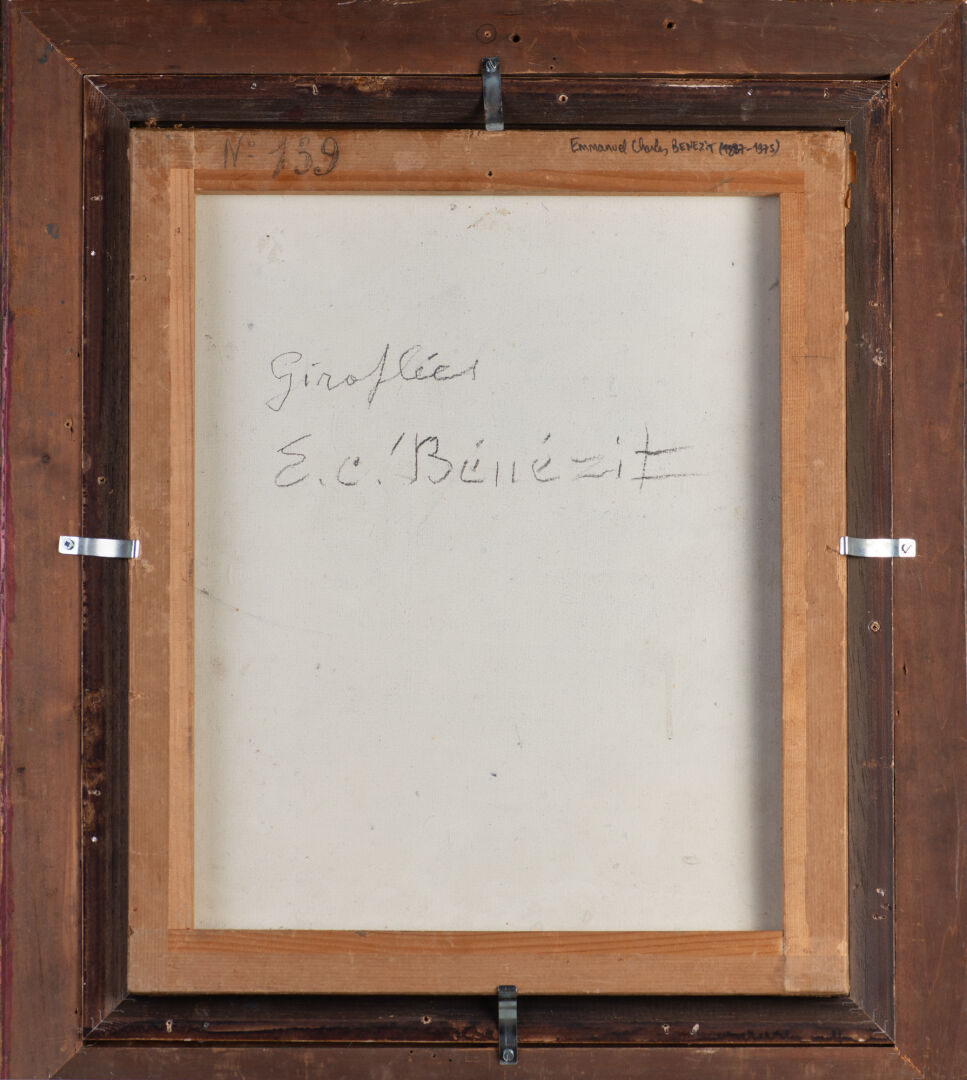 N° 139
Emmanuel Charles BENEZIT (1887-1975)
Giroflées
E. C. Bénézit